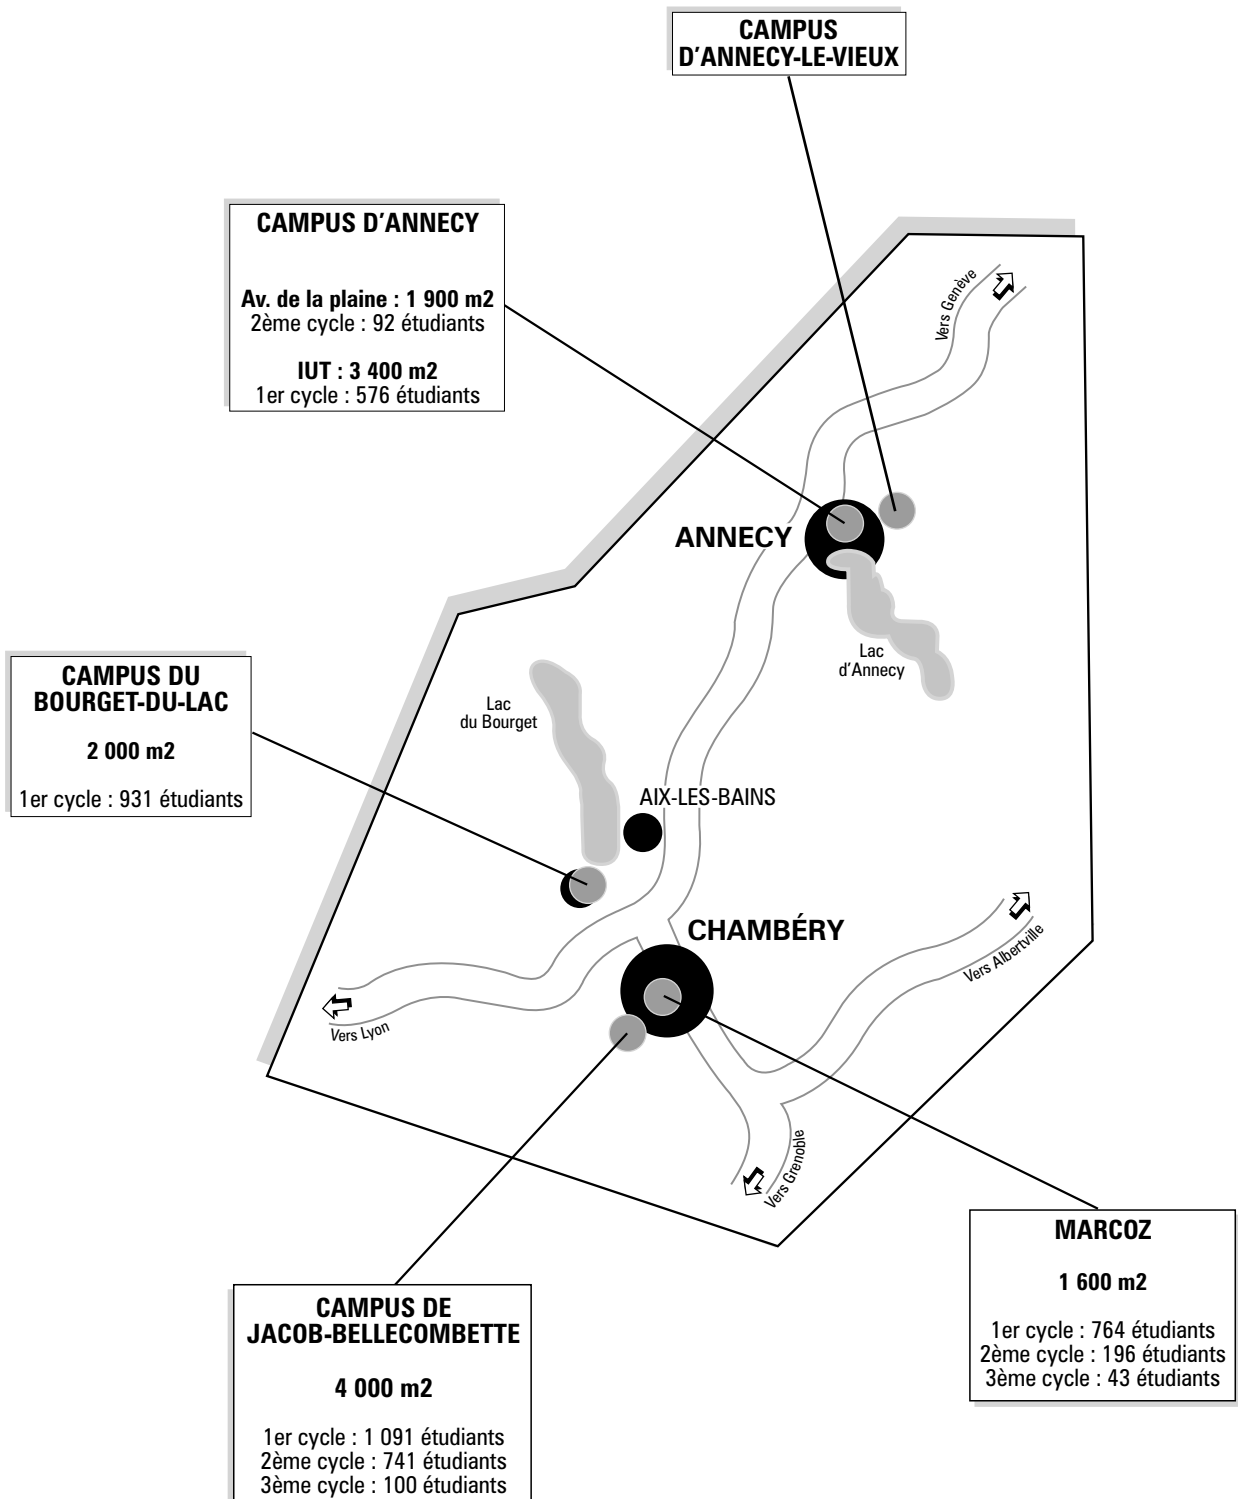 CAMPUS
D'ANNECY-LE-VIEUX
CAMPUS D'ANNECY
Av. de la plaine : 1 900 m2
2ème cycle : 92 étudiants
IUT : 3 400 m2
1er cycle : 576 étudiants
Vers Genève
ANNECY
Lac
d'Annecy
CAMPUS DU
BOURGET-DU-LAC
2 000 m2
1er cycle : 931 étudiants
Lac
du Bourget
AIX-LES-BAINS
CHAMBÉRY
Vers Albertville
Vers Lyon
Vers Grenoble
MARCOZ
1 600 m2
1er cycle : 764 étudiants
2ème cycle : 196 étudiants
3ème cycle : 43 étudiants
CAMPUS DE
JACOB-BELLECOMBETTE
4 000 m2
1er cycle : 1 091 étudiants
2ème cycle : 741 étudiants
3ème cycle : 100 étudiants